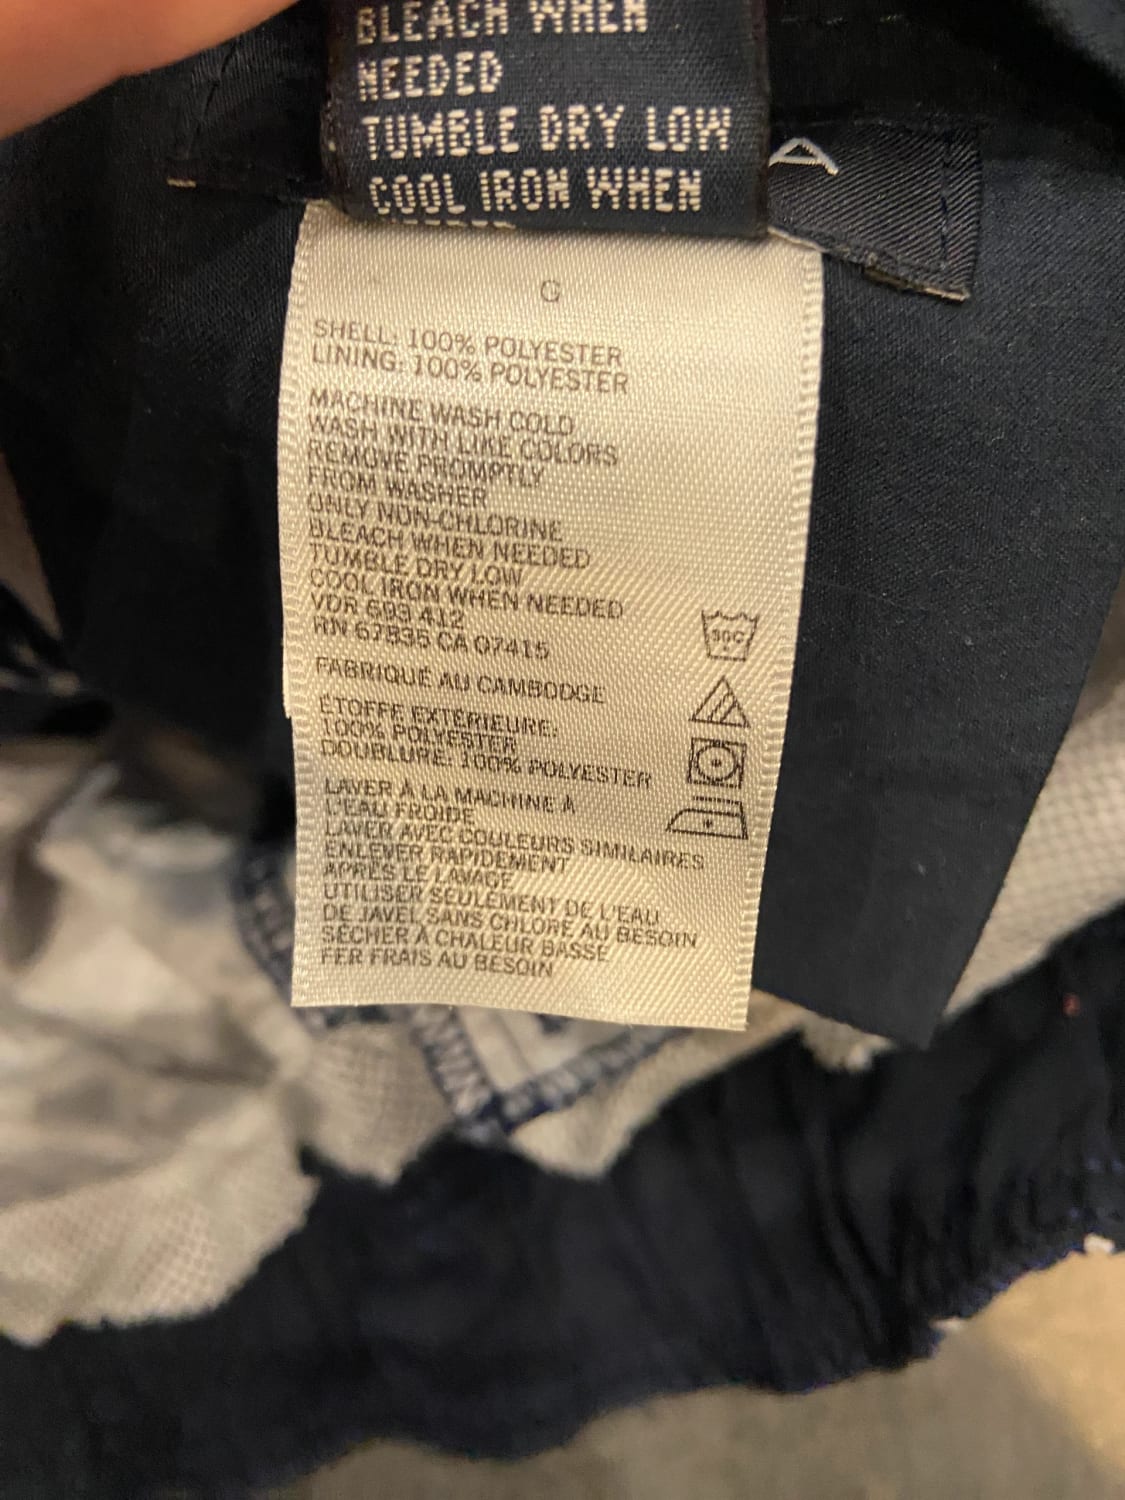 BLEACH WHEN
NEEDED
TUMBLE DRY LOW
COOL IRON WHEN
A
G
SHELL: 100% POLYESTER
LINING: 100% POLYESTER
MACHINE WASH COLD
WASH WITH LIKE COLORS
REMOVE PROMPTLY
FROM WASHER
ONLY NON-CHLORINE
BLEACH WHEN NEEDED
TUMBLE DRY LOW
COOL IRON WHEN NEEDED
VDR 693 412
RN 67835 CA 07415
30C
FABRIQUÉ AU CAMBODGE
ÉTOFFE EXTÉRIEURE:
100% POLYESTER
DOUBLURE: 100% POLYESTER
LAVER À LA MACHINE À
L'EAU FROIDE
LAVER AVEC COULEURS SIMILAIRES
ENLEVER RAPIDEMENT
APRÈS LE LAVAGE
UTILISER SEULEMENT DE L'EAU
DE JAVEL SANS CHLORE AU BESOIN
SÉCHER À CHALEUR BASSE
FER FRAIS AU BESOIN